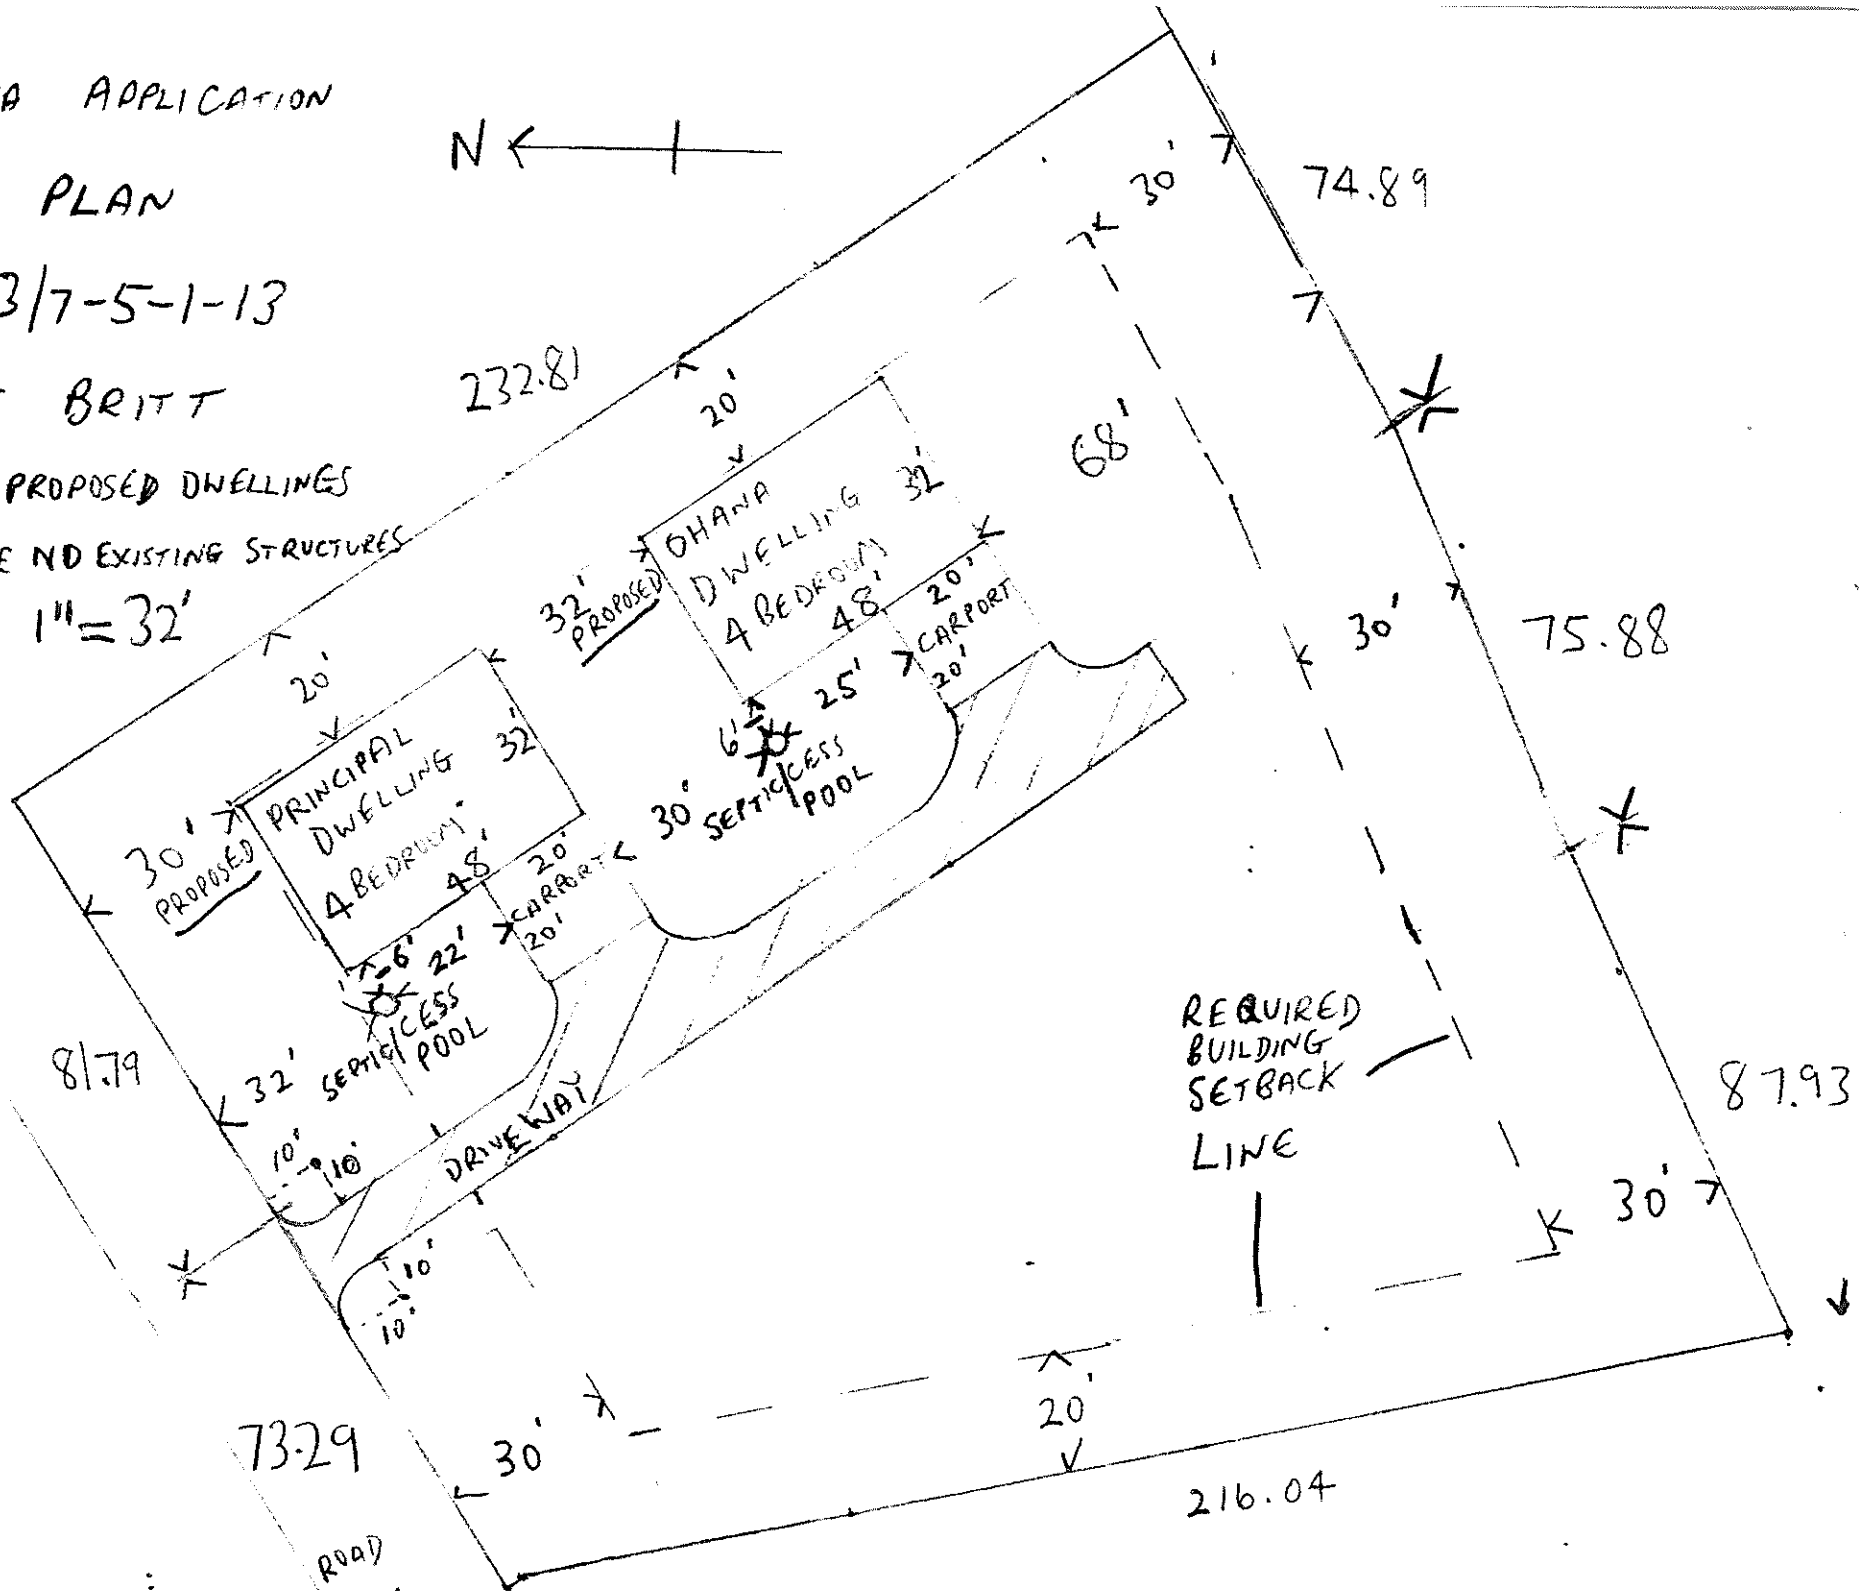 APPLICATION
PLAN
3/7-5-1-13
BRITT
PROPOSED DWELLINGS
NO EXISTING STRUCTURES
1"=32'
N
232.81
74.89
30'
20'
68'
OHANA
DWELLING
4 BEDROOM
32'
48'
32'
PROPOSED
20'
CARPORT
20'
25'
6'
30'
SEPTIC/CESS
POOL
30'
75.88
20'
PRINCIPAL
DWELLING
4 BEDROOM
32'
48'
30'
PROPOSED
20'
CARPORT
20'
6'
22'
SEPTIC/CESS
POOL
32'
81.79
10'
10'
DRIVEWAY
10'
10'
REQUIRED
BUILDING
SETBACK
LINE
87.93
30'
73.29
30'
20'
216.04
ROAD